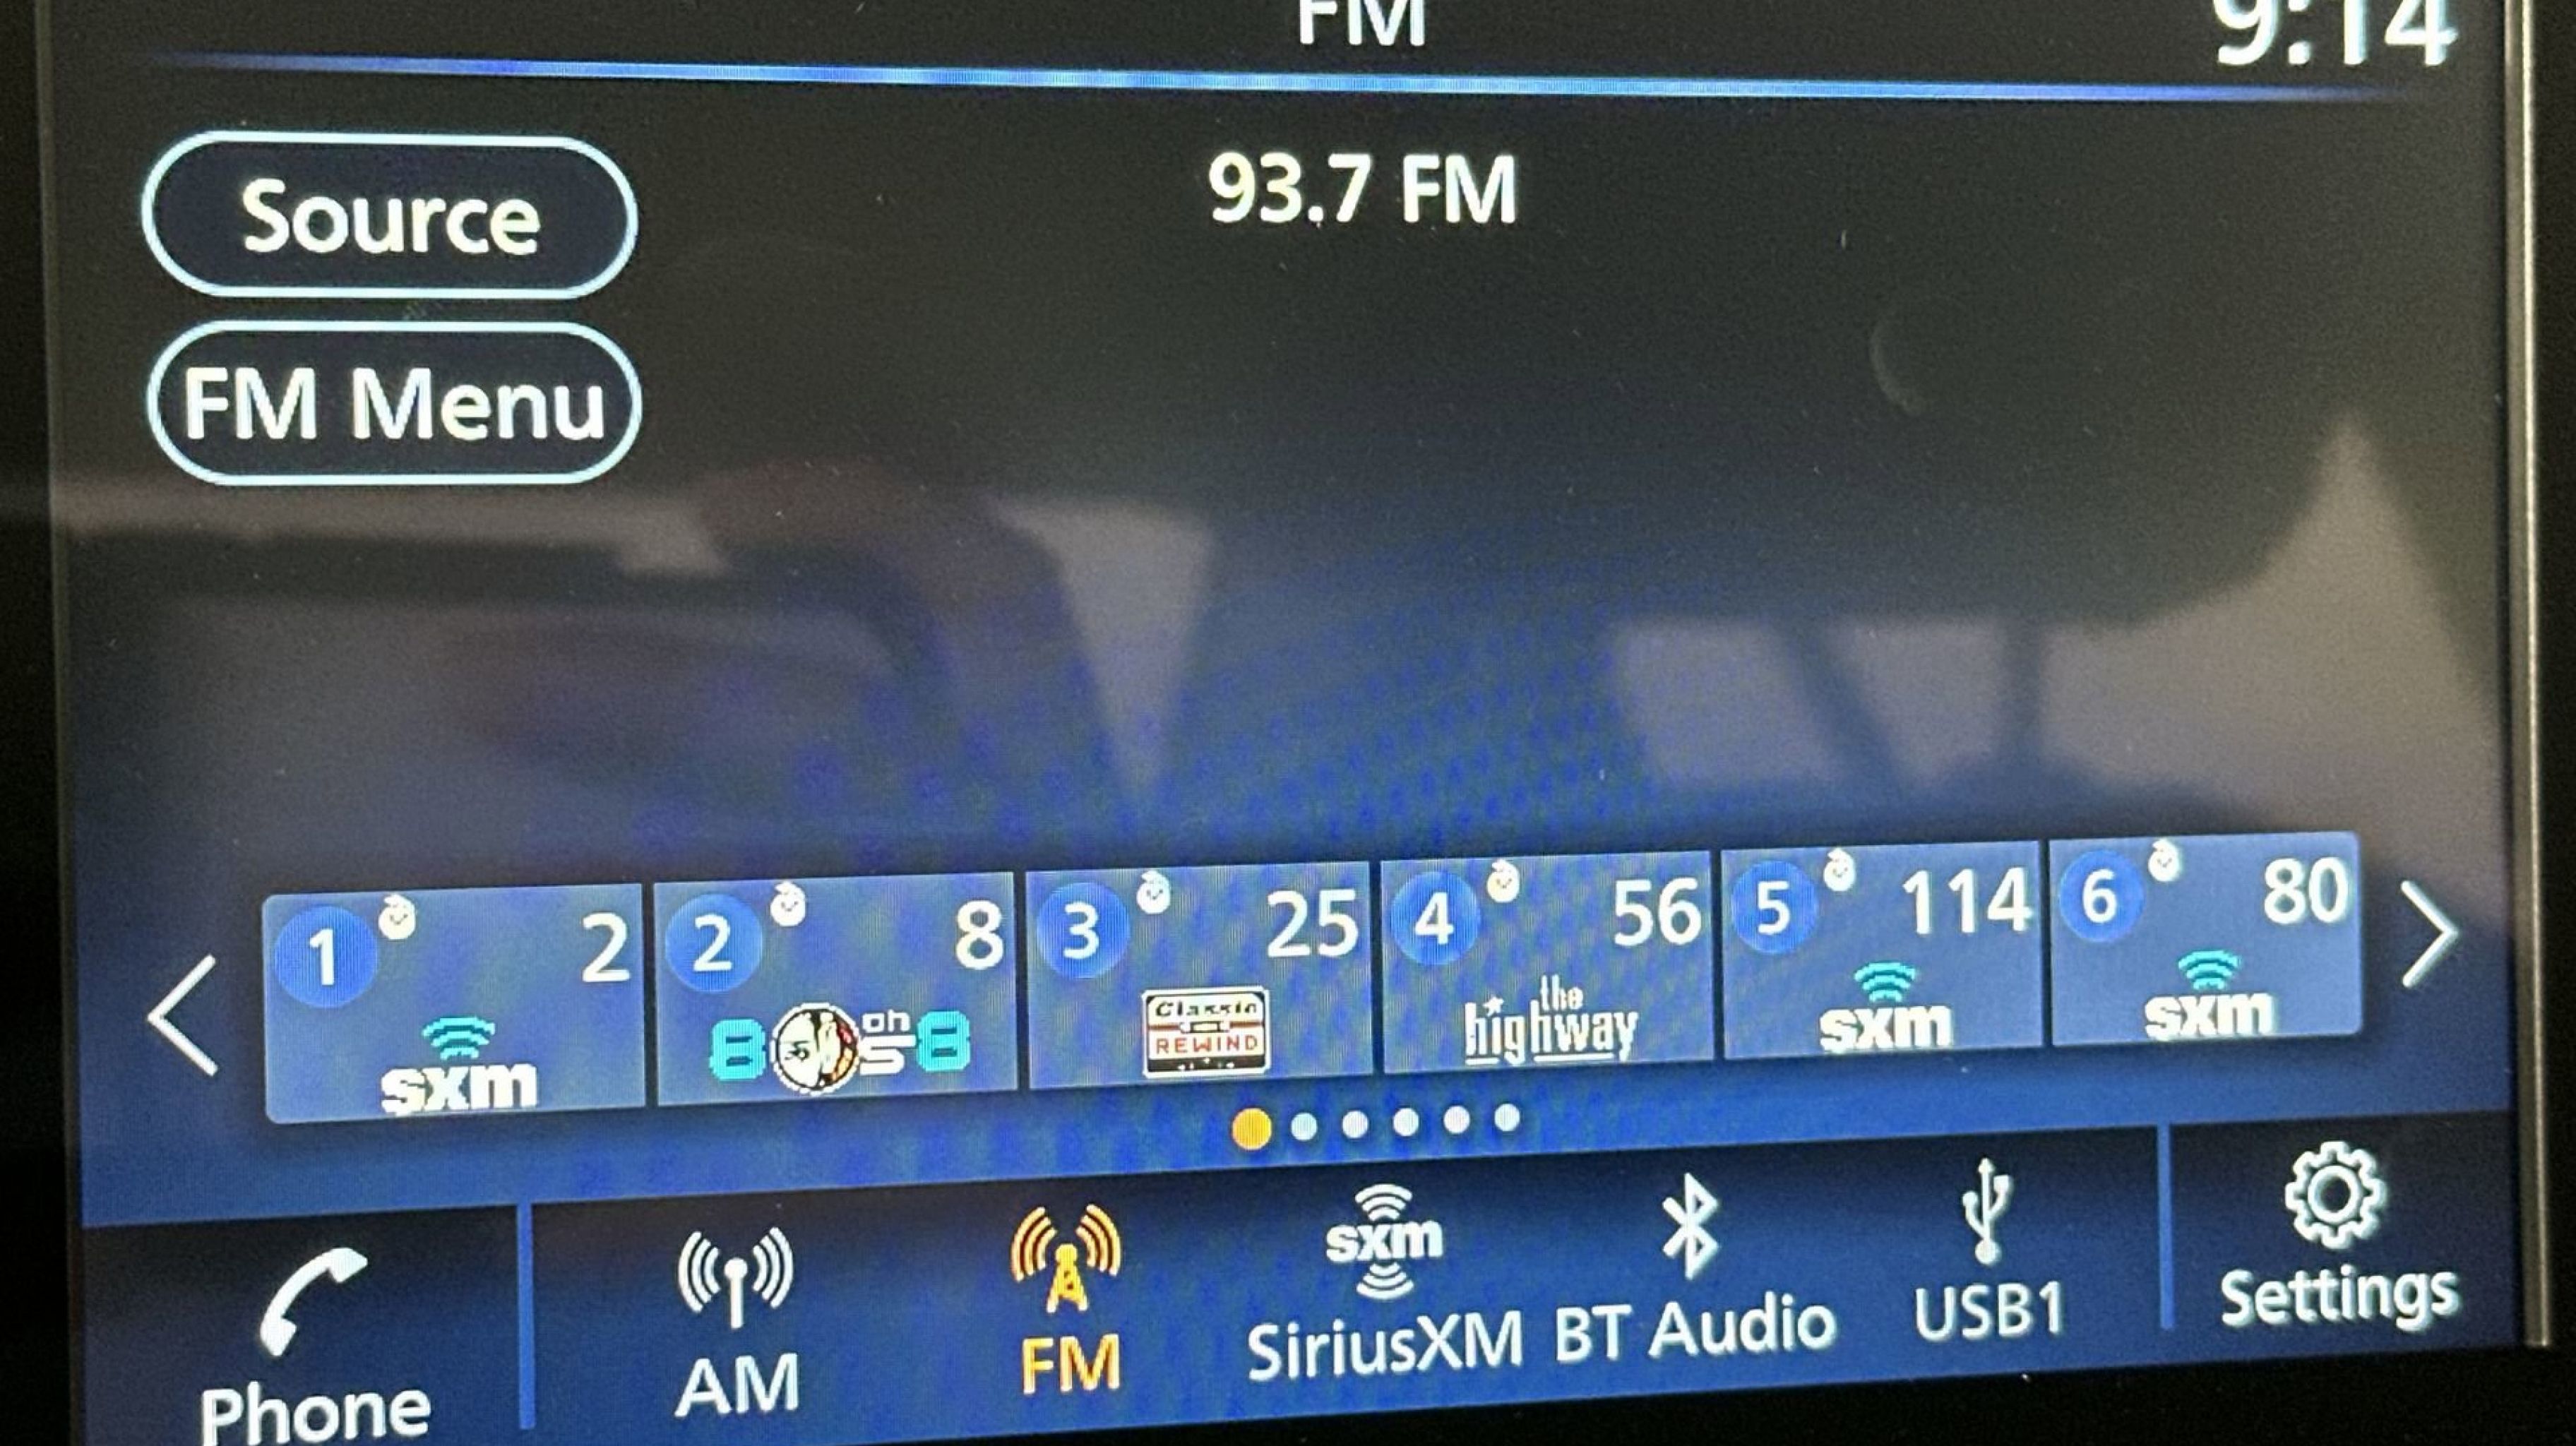 FM
9:14
Source
93.7 FM
FM Menu
1 2
sxm
2 8
8 oh s 8
3 25
Classic
REWIND
4 56
the
highway
5 114
sxm
6 80
sxm
Phone
AM
FM
sxm
SiriusXM
BT Audio
USB1
Settings